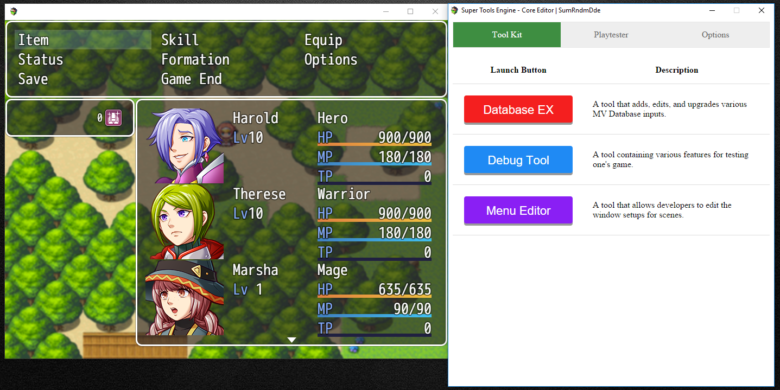 Item Skill Equip
Status Formation Options
Save Game End
0
Harold Hero
Lv10 HP 900/900
MP 180/180
TP 0
Therese Warrior
Lv10 HP 900/900
MP 180/180
TP 0
Marsha Mage
Lv 1 HP 635/635
MP 90/90
TP 0
Super Tools Engine - Core Editor | SumRndmDde
Tool Kit Playtester Options
Launch Button Description
Database EX
A tool that adds, edits, and upgrades various
MV Database inputs.
Debug Tool
A tool containing various features for testing
one's game.
Menu Editor
A tool that allows developers to edit the
window setups for scenes.